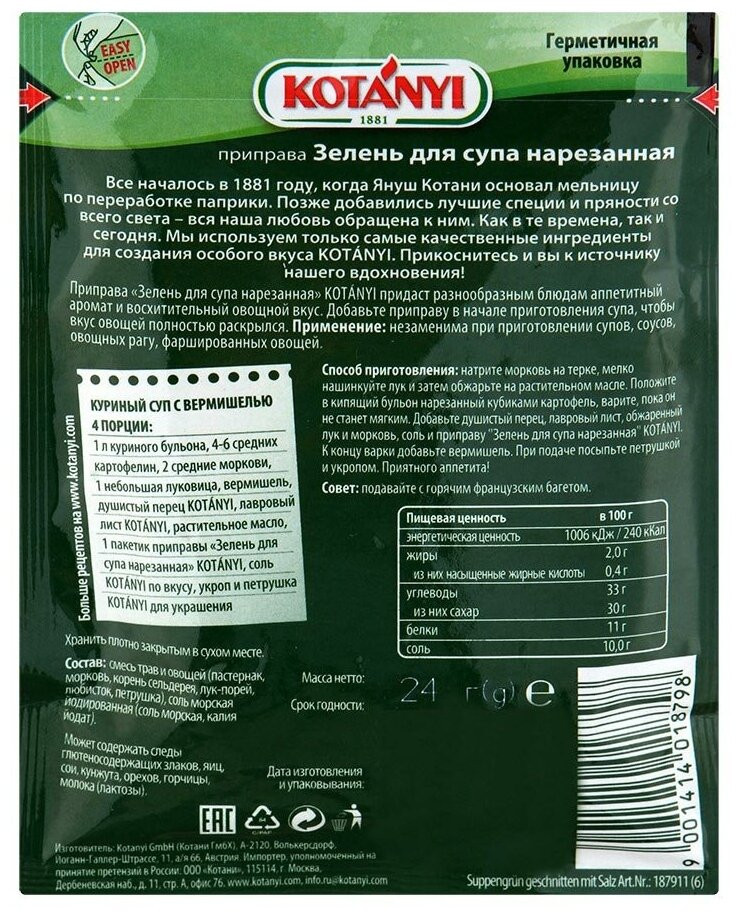 EASY
OPEN
Герметичная
упаковка
KOTÁNYI
1881
приправа Зелень для супа нарезанная
Все началось в 1881 году, когда Януш Котани основал мельницу
по переработке паприки. Позже добавились лучшие специи и пряности со
всего света – вся наша любовь обращена к ним. Как в те времена, так и
сегодня. Мы используем только самые качественные ингредиенты
для создания особого вкуса KOTÁNYI. Прикоснитесь и вы к источнику
нашего вдохновения!
Приправа «Зелень для супа нарезанная» KOTÁNYI придаст разнообразным блюдам аппетитный
аромат и восхитительный овощной вкус. Добавьте приправу в начале приготовления супа, чтобы
вкус овощей полностью раскрылся. Применение: незаменима при приготовлении супов, соусов,
овощных рагу, фаршированных овощей.
Больше рецептов на www.kotanyi.com
КУРИНЫЙ СУП С ВЕРМИШЕЛЬЮ
4 ПОРЦИИ:
1 л куриного бульона, 4-6 средних
картофелин, 2 средние моркови,
1 небольшая луковица, вермишель,
душистый перец KOTÁNYI, лавровый
лист KOTÁNYI, растительное масло,
1 пакетик приправы «Зелень для
супа нарезанная» KOTÁNYI, соль
KOTÁNYI по вкусу, укроп и петрушка
KOTÁNYI для украшения
Способ приготовления: натрите морковь на терке, мелко
нашинкуйте лук и затем обжарьте на растительном масле. Положите
в кипящий бульон нарезанный кубиками картофель, варите, пока он
не станет мягким. Добавьте душистый перец, лавровый лист, обжаренный
лук и морковь, соль и приправу "Зелень для супа нарезанная" KOTÁNYI.
К концу варки добавьте вермишель. При подаче посыпьте петрушкой
и укропом. Приятного аппетита!
Совет: подавайте с горячим французским багетом.
Пищевая ценность в 100 г
энергетическая ценность 1006 кДж / 240 кКал
жиры 2,0 г
из них насыщенные жирные кислоты 0,4 г
углеводы 33 г
из них сахар 30 г
белки 11 г
соль 10,0 г
Хранить плотно закрытым в сухом месте.
Состав: смесь трав и овощей (пастернак,
морковь, корень сельдерея, лук-порей,
любисток, петрушка), соль морская
йодированная (соль морская, калия
йодат).
Может содержать следы
глютеносодержащих злаков, яиц,
сои, кунжута, орехов, горчицы,
молока (лактозы).
Масса нетто: 24 г(g) e
Срок годности:
Дата изготовления
и упаковывания:
EAC
84
C/PAP
Изготовитель: Kotanyi GmbH (Котани ГмбХ), А-2120, Волькерсдорф,
Йоганн-Галлер-Штрассе, 11, а/я 66, Австрия. Импортер, уполномоченный на
принятие претензий в России: ООО «Котани», 115114, г. Москва,
Дербеневская наб., д. 11, стр. А, офис 76. www.kotanyi.com, info.ru@kotanyi.com
9 001414 018798
Suppengrün geschnitten mit Salz Art.Nr.: 187911 (6)